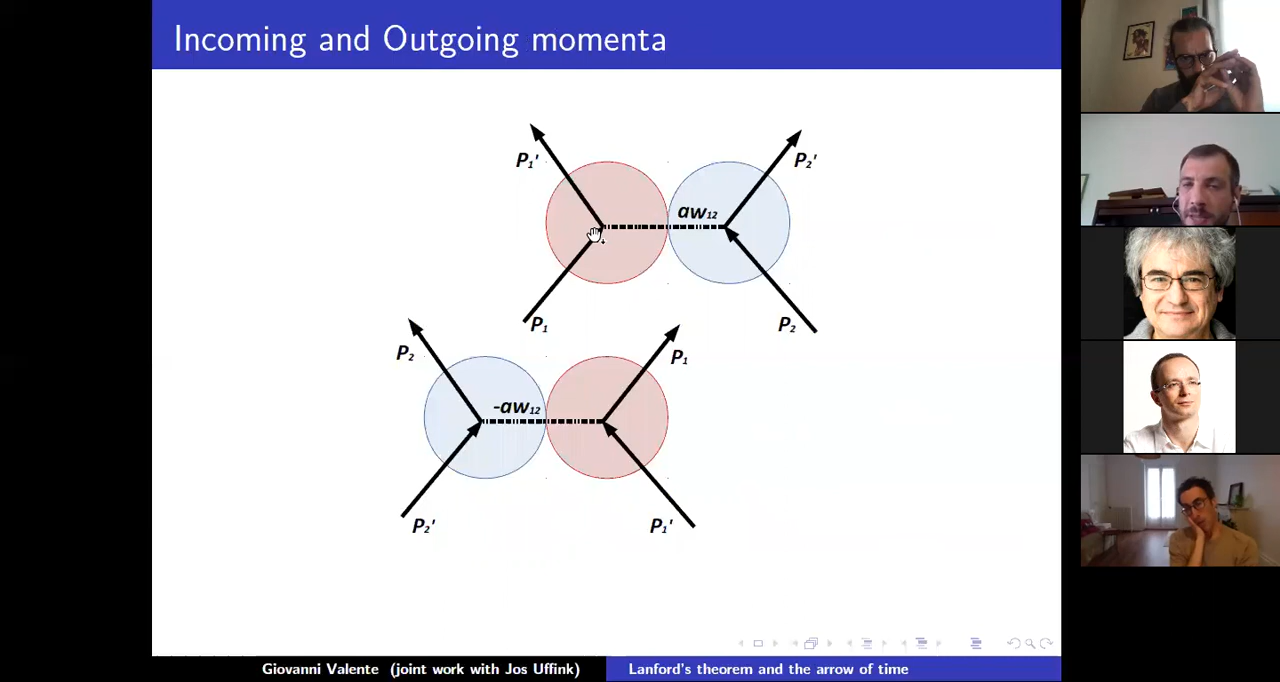 Incoming and Outgoing momenta
P₁' P₂'
aw₁₂
P₁ P₂
P₂ P₁
-aw₁₂
P₂' P₁'
Giovanni Valente (joint work with Jos Uffink) Lanford's theorem and the arrow of time